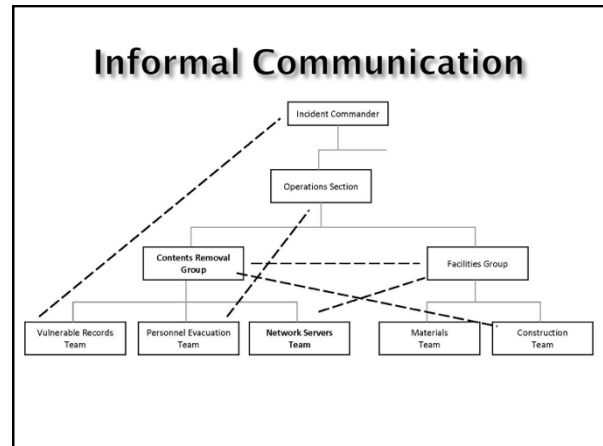 Informal Communication
Incident Commander
Operations Section
Contents Removal
Group
Facilities Group
Vulnerable Records
Team
Personnel Evacuation
Team
Network Servers
Team
Materials
Team
Construction
Team